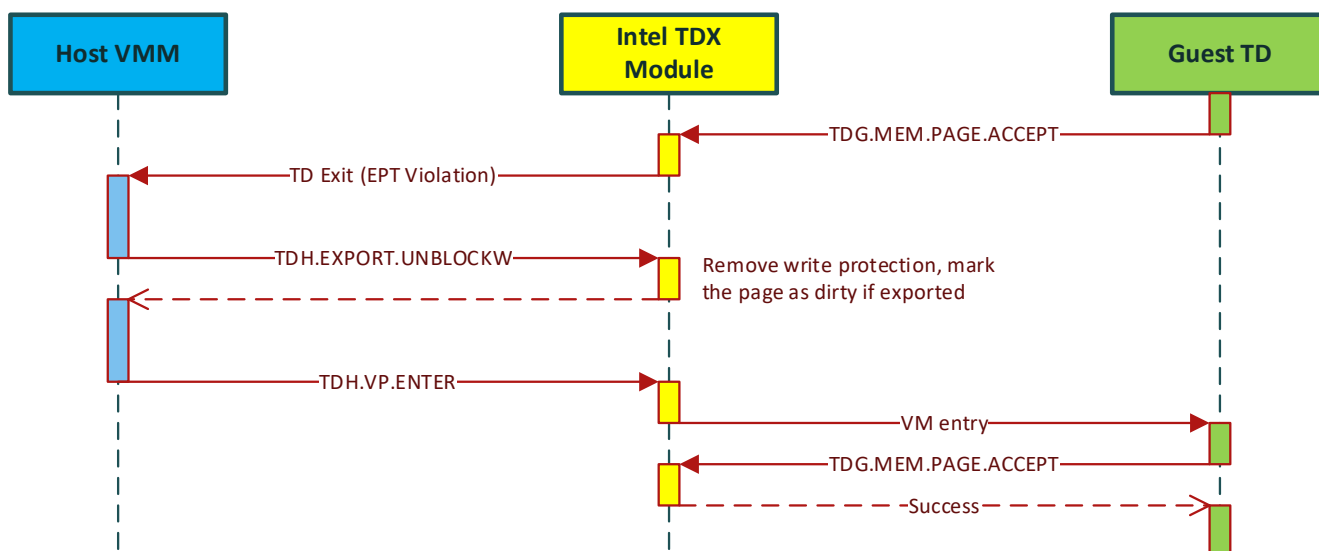 Host VMM
Intel TDX
Module
Guest TD
TDG.MEM.PAGE.ACCEPT
TD Exit (EPT Violation)
TDH.EXPORT.UNBLOCKW
Remove write protection, mark
the page as dirty if exported
TDH.VP.ENTER
VM entry
TDG.MEM.PAGE.ACCEPT
Success